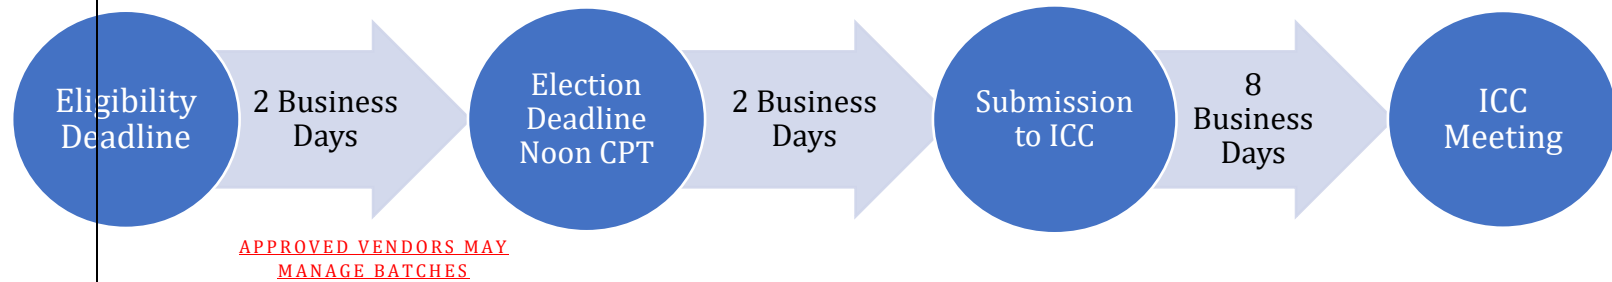 Eligibility
Deadline
2 Business
Days
Election
Deadline
Noon CPT
2 Business
Days
Submission
to ICC
8
Business
Days
ICC
Meeting
APPROVED VENDORS MAY
MANAGE BATCHES